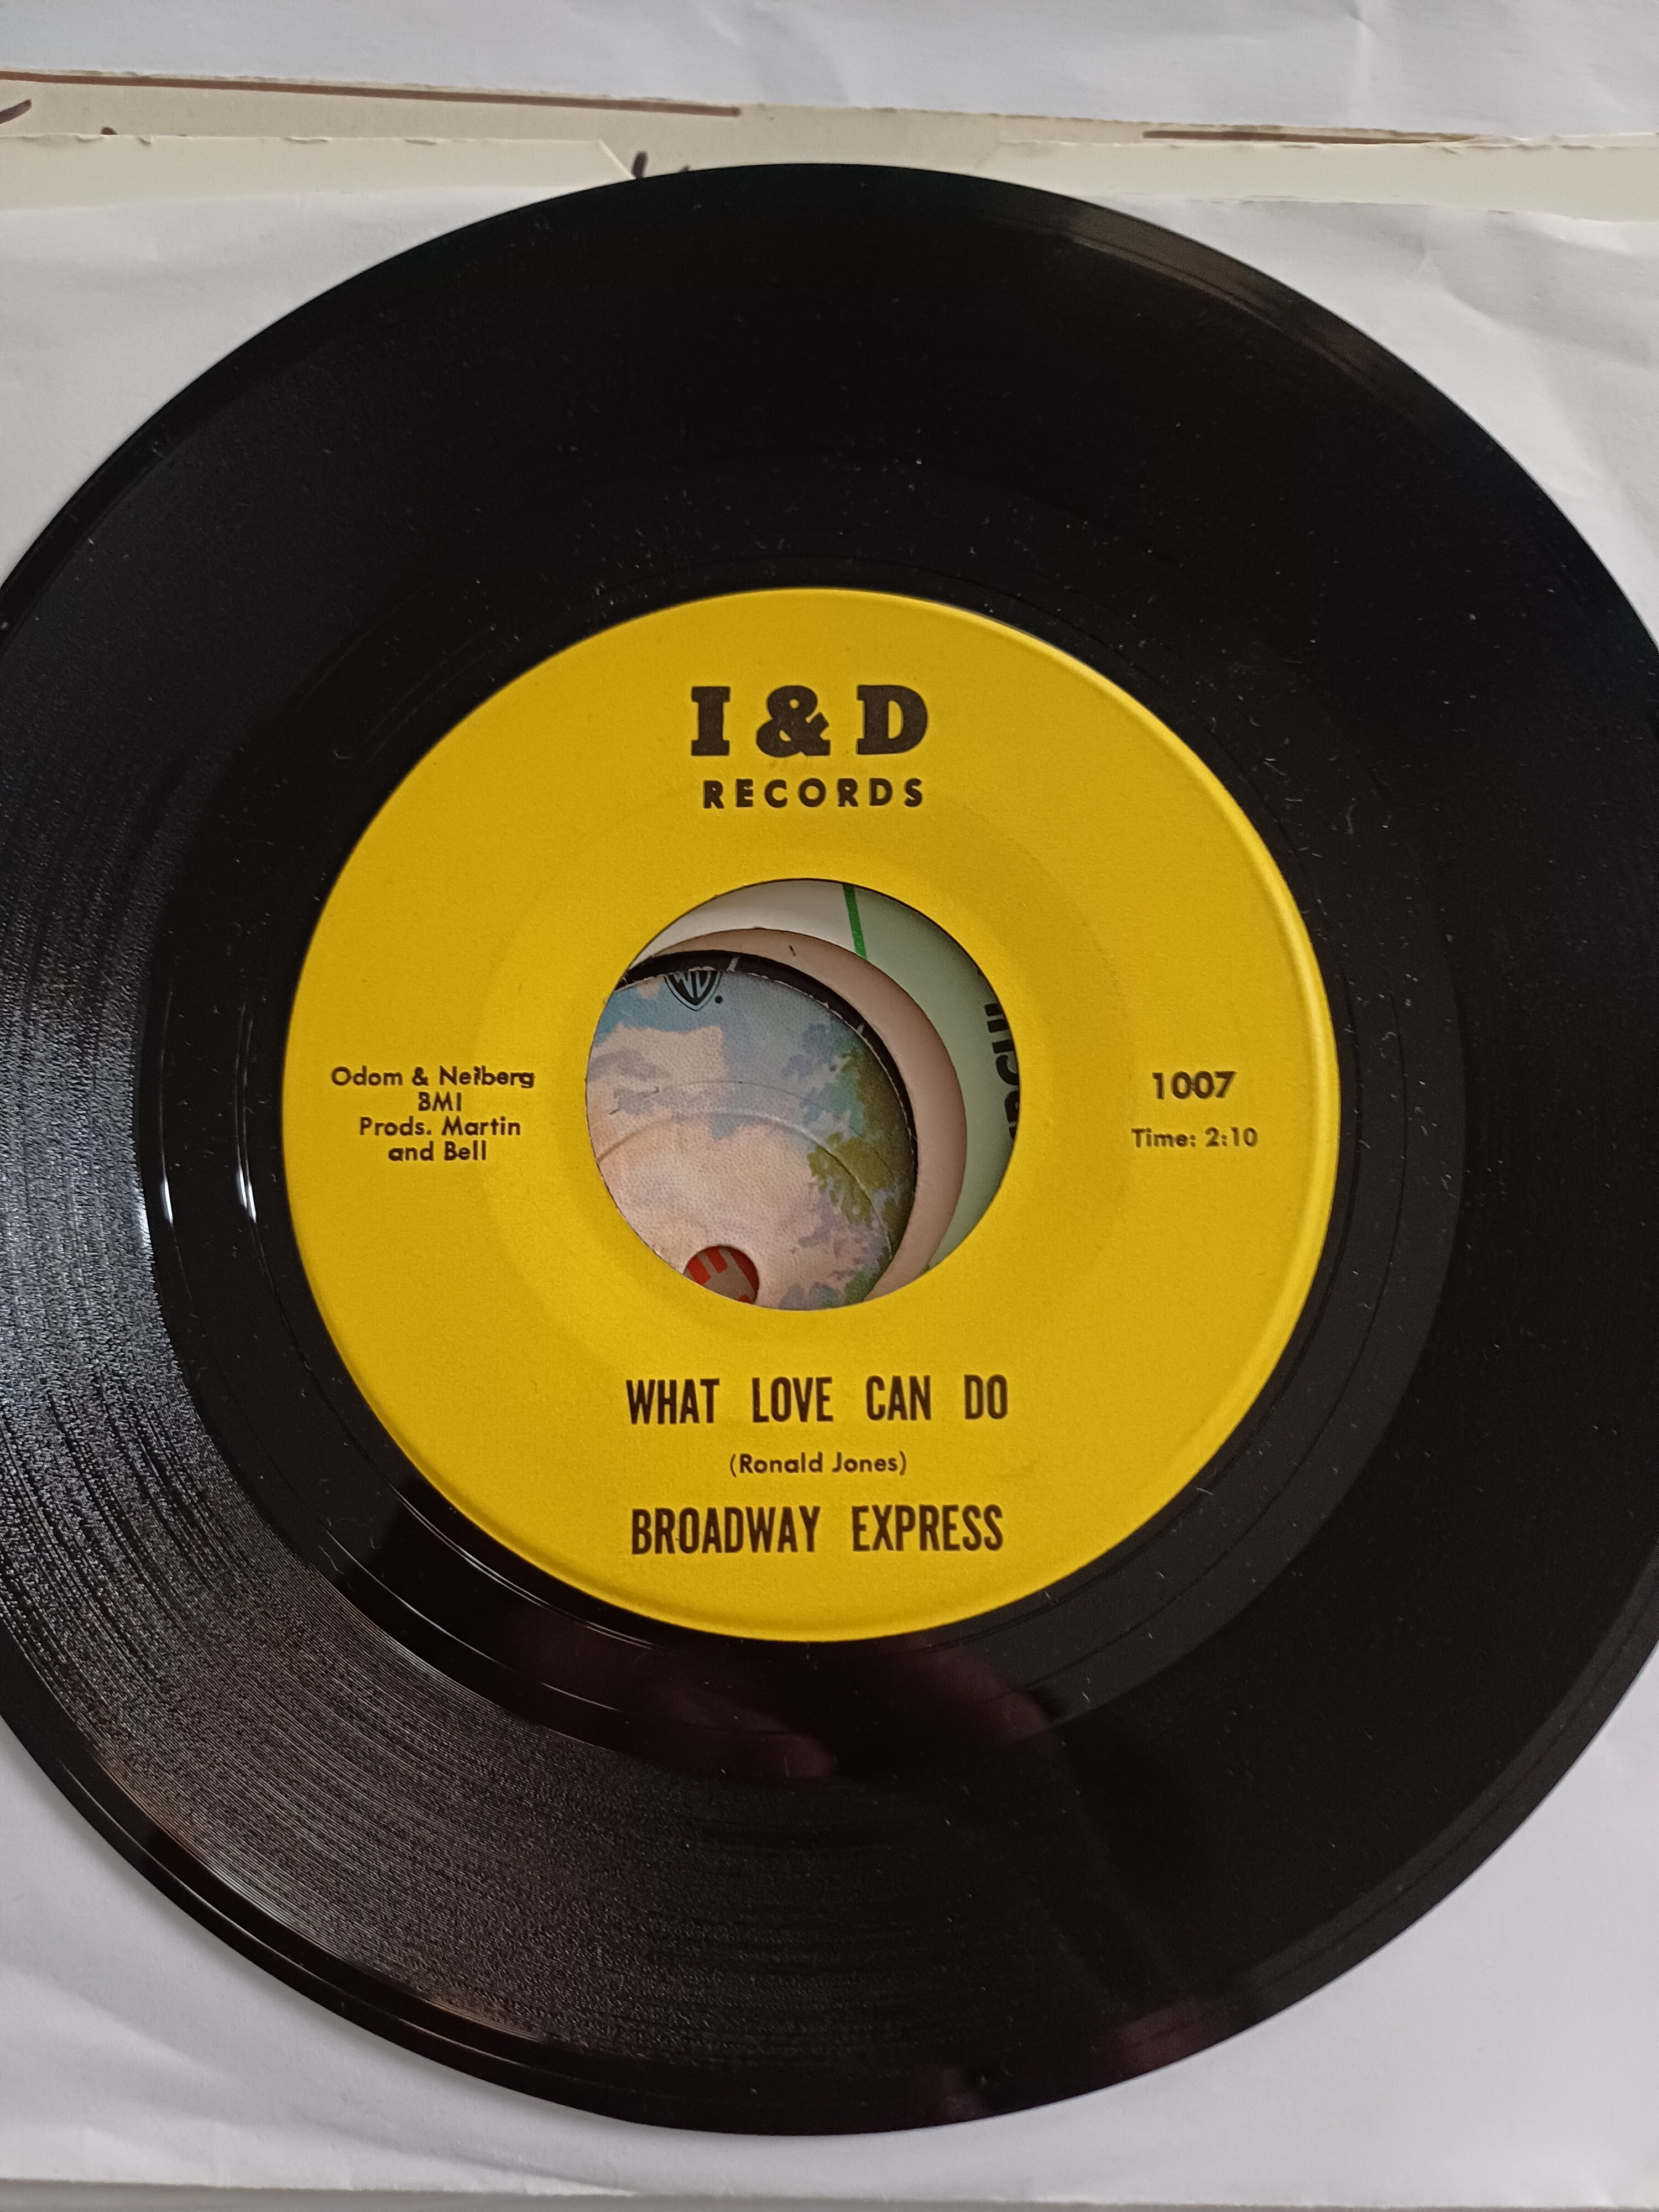 I & D
RECORDS
Odom & Neiberg
BMI
Prods. Martin
and Bell
1007
Time: 2:10
WHAT LOVE CAN DO
(Ronald Jones)
BROADWAY EXPRESS